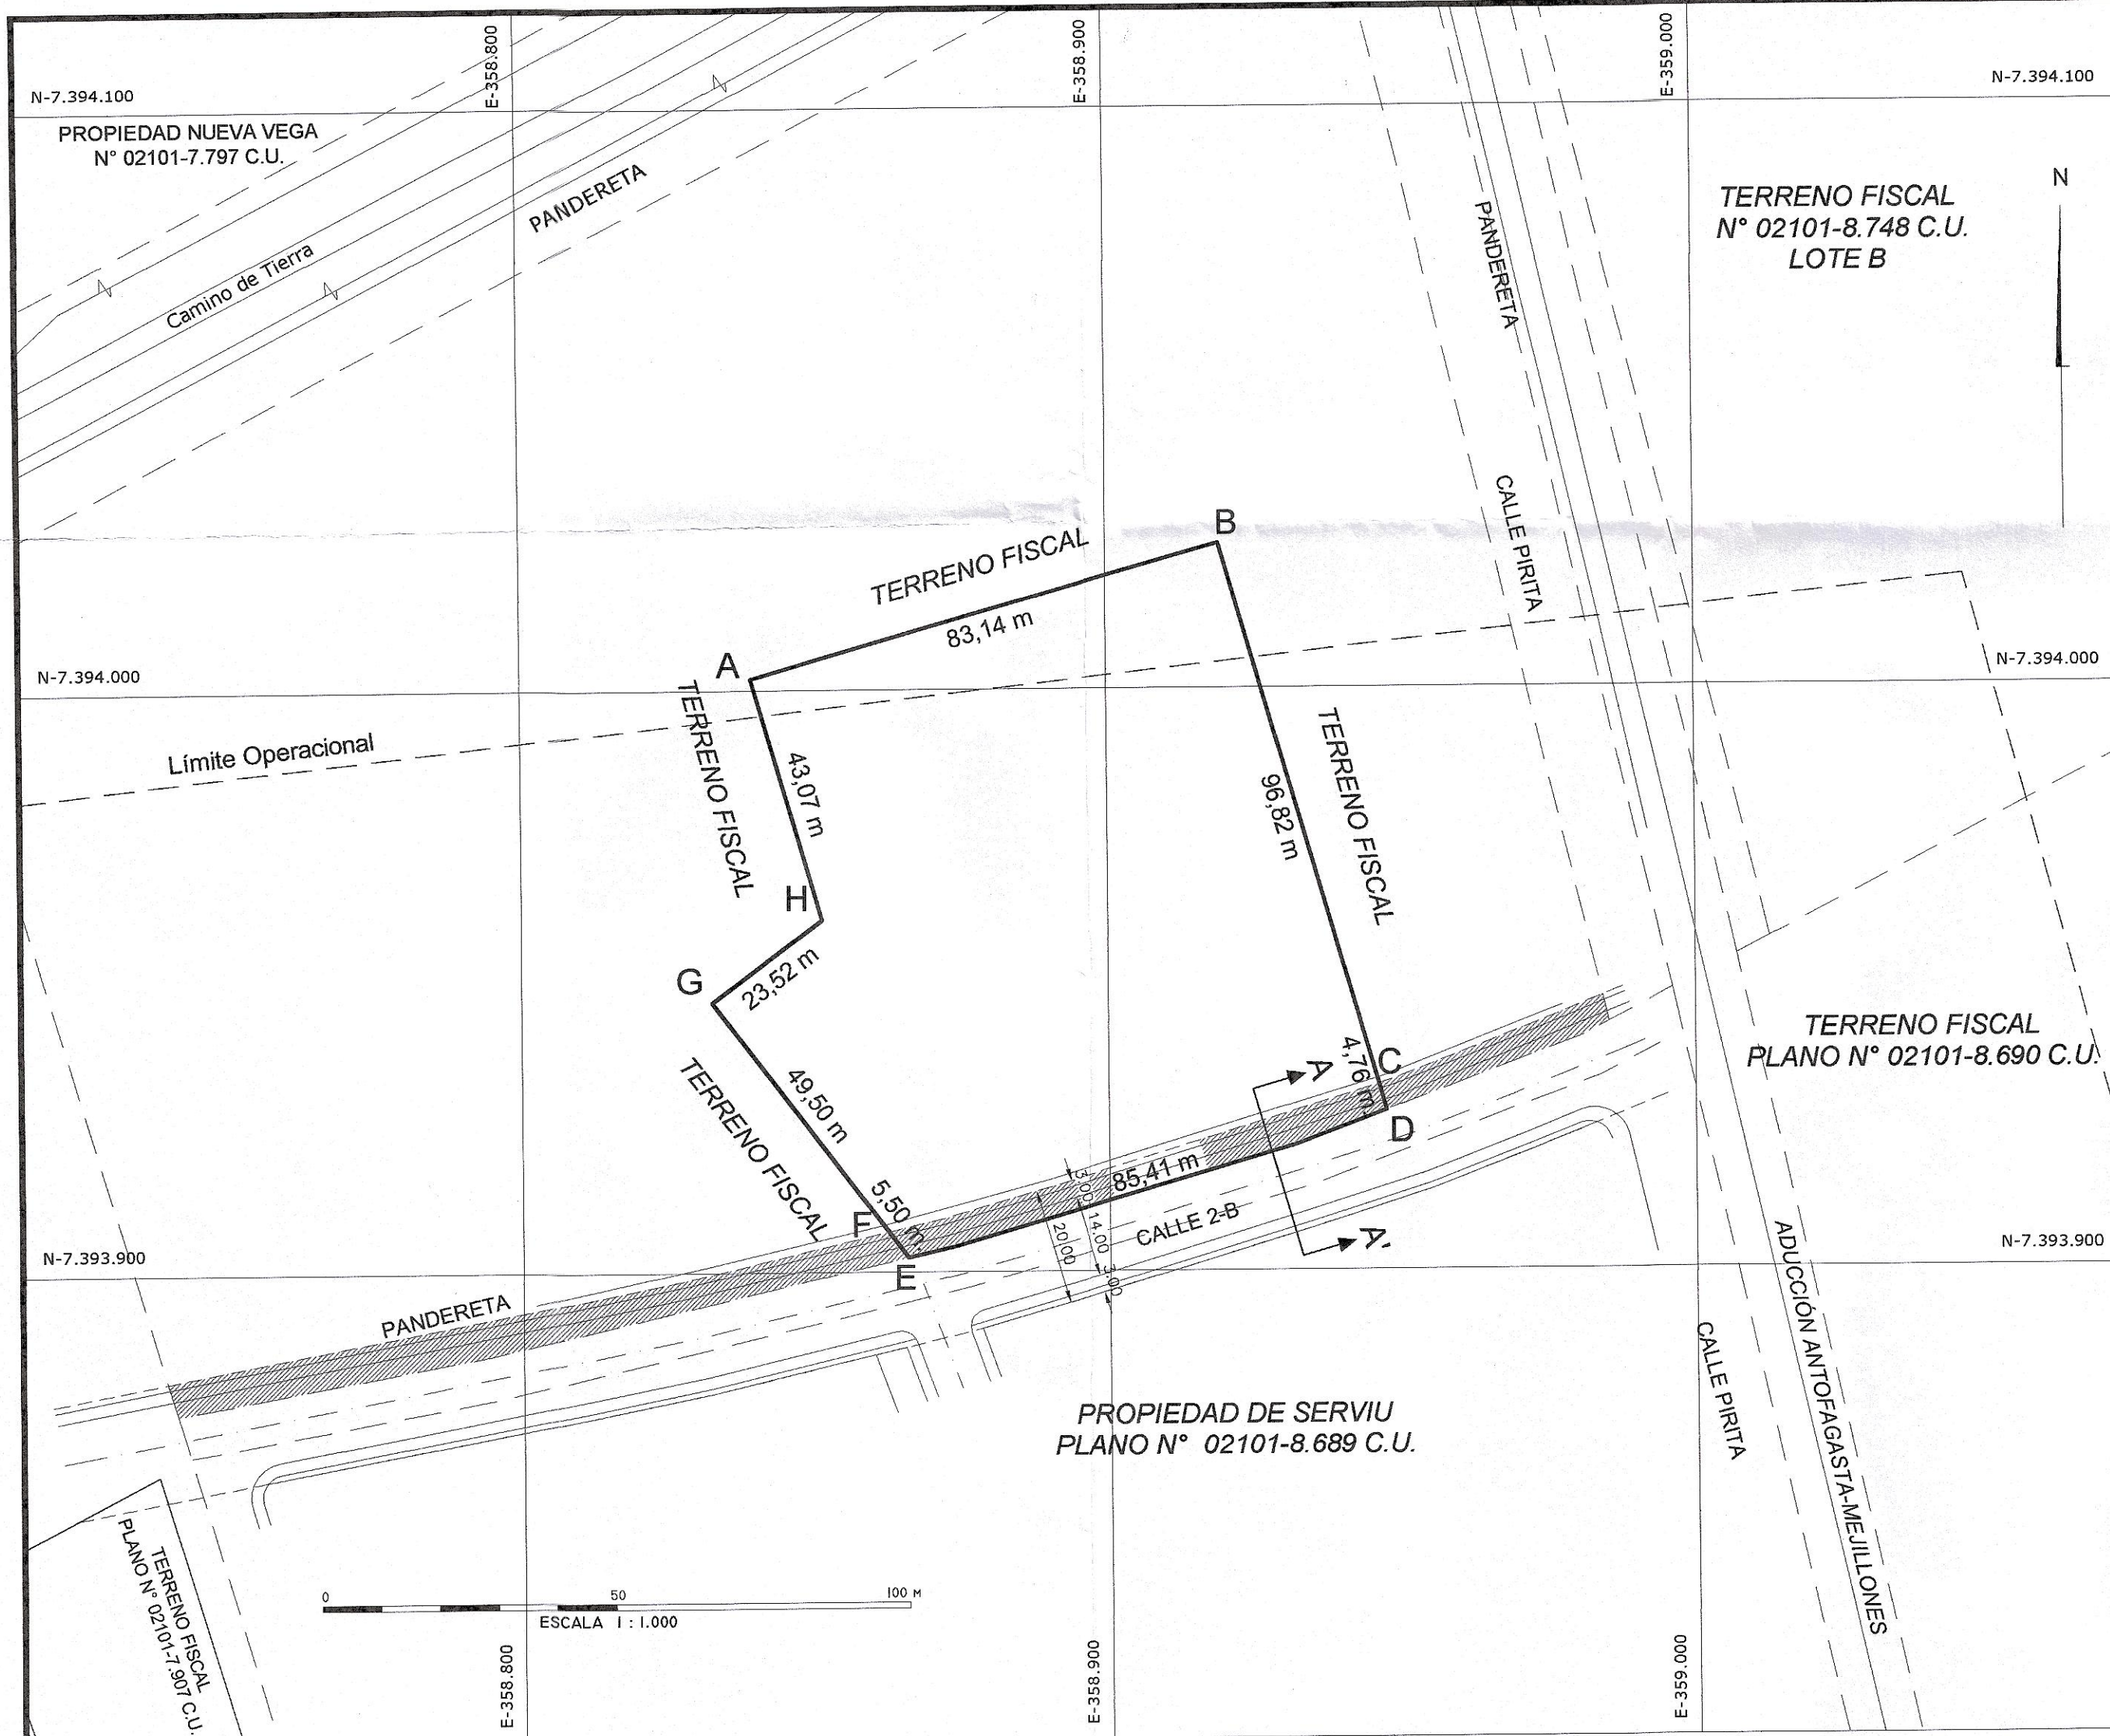 E-358.800
E-358.900
E-359.000
N-7.394.100
N-7.394.100
PROPIEDAD NUEVA VEGA
N° 02101-7.797 C.U.
PANDERETA
Camino de Tierra
PANDERETA
TERRENO FISCAL
N° 02101-8.748 C.U.
LOTE B
N
CALLE PIRITA
B
TERRENO FISCAL
83,14 m
A
N-7.394.000
N-7.394.000
TERRENO FISCAL
Límite Operacional
43,07 m
TERRENO FISCAL
96,82 m
H
G
23,52 m
TERRENO FISCAL
PLANO N° 02101-8.690 C.U.
4,76 m.
C
A
D
TERRENO FISCAL
49,50 m
5,50 m.
F
85,41 m
3.00
14.00
3.00
20.00
CALLE 2-B
A'
E
N-7.393.900
N-7.393.900
PANDERETA
ADUCCIÓN ANTOFAGASTA-MEJILLONES
CALLE PIRITA
PROPIEDAD DE SERVIU
PLANO N° 02101-8.689 C.U.
TERRENO FISCAL
PLANO N° 02101-7.907 C.U.
0 50 100 M
ESCALA 1 : 1.000
E-358.800
E-358.900
E-359.000